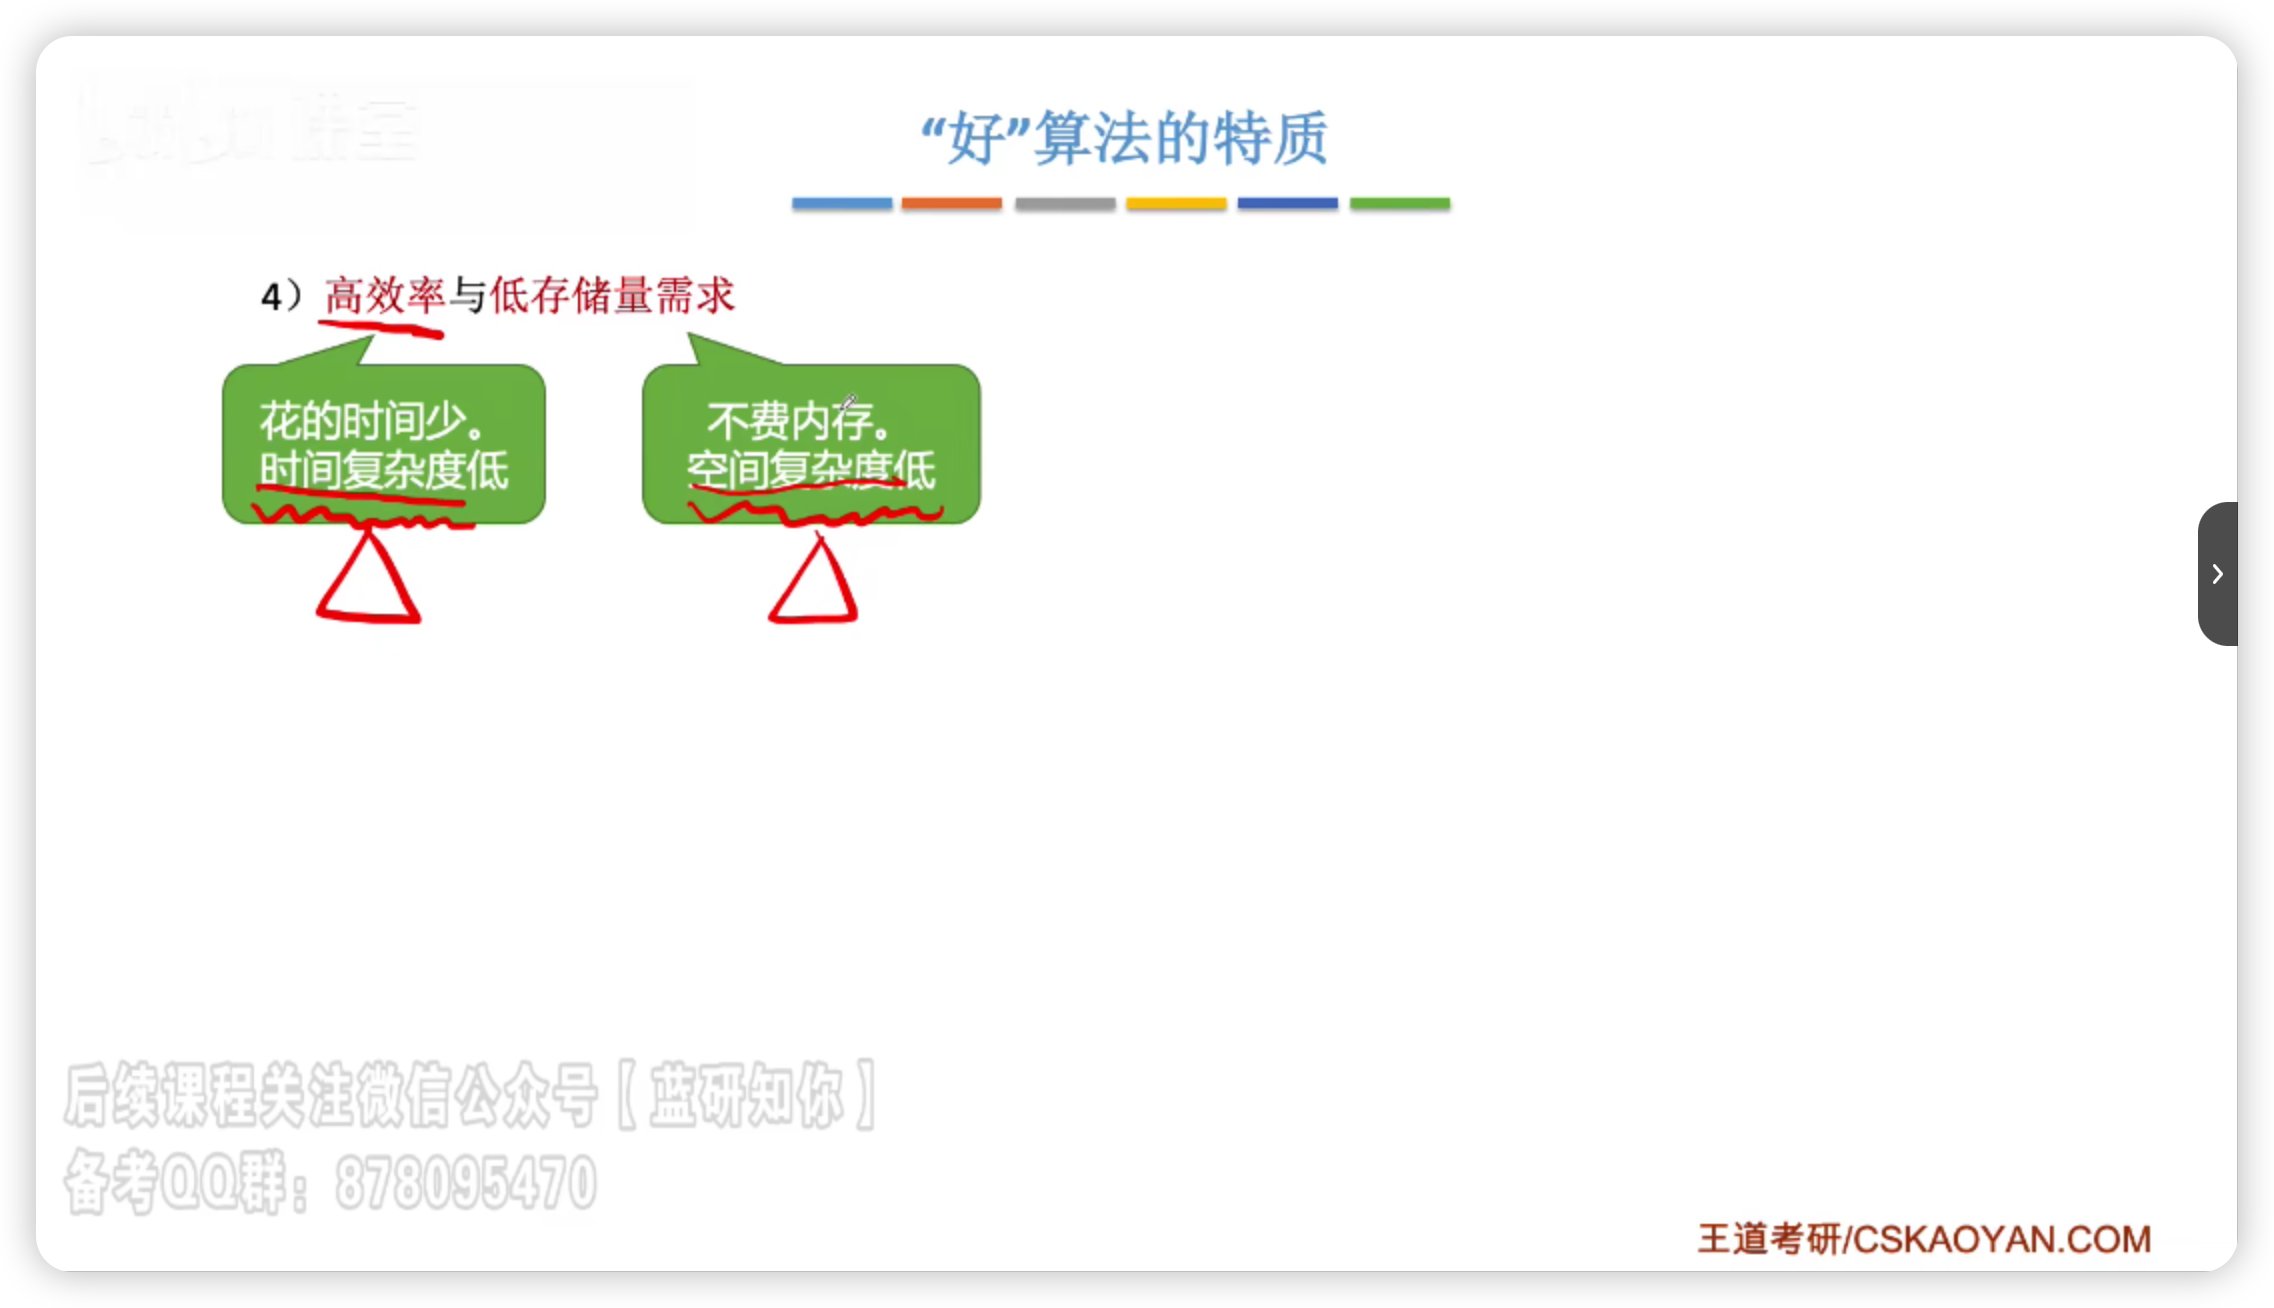 “好”算法的特质
4）高效率与低存储量需求
花的时间少。
时间复杂度低
不费内存。
空间复杂度低
后续课程关注微信公众号【蓝研知你】
备考QQ群：878095470
王道考研/CSKAOYAN.COM